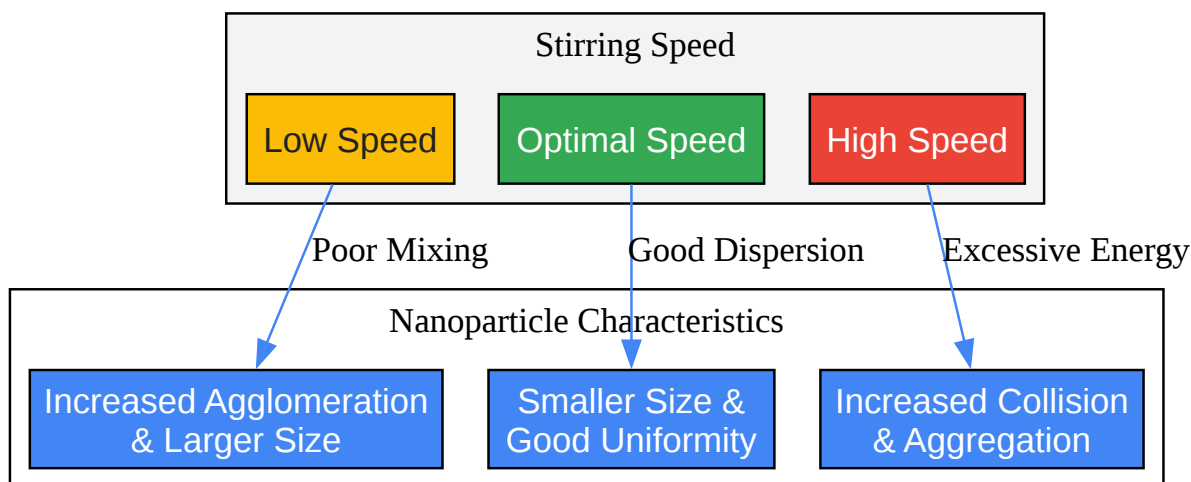 Stirring Speed
Low Speed
Optimal Speed
High Speed
Poor Mixing
Good Dispersion
Excessive Energy
Nanoparticle Characteristics
Increased Agglomeration
& Larger Size
Smaller Size &
Good Uniformity
Increased Collision
& Aggregation